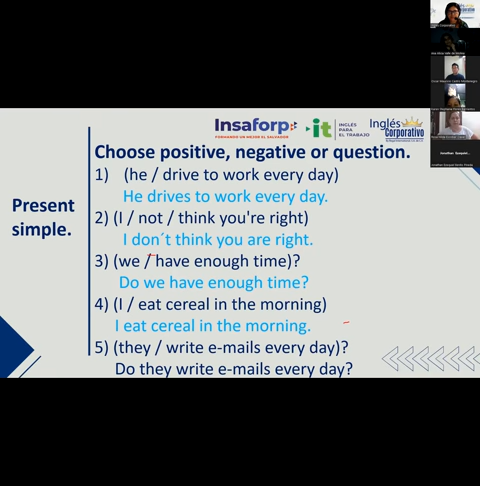 Insaforp
FORMANDO UN MEJOR EL SALVADOR
it
INGLÉS
PARA
EL TRABAJO
Inglés
Corporativo
Choose positive, negative or question.
1) (he / drive to work every day)
He drives to work every day.
Present
simple.
2) (I / not / think you're right)
I don´t think you are right.
3) (we / have enough time)?
Do we have enough time?
4) (I / eat cereal in the morning)
I eat cereal in the morning.
5) (they / write e-mails every day)?
Do they write e-mails every day?